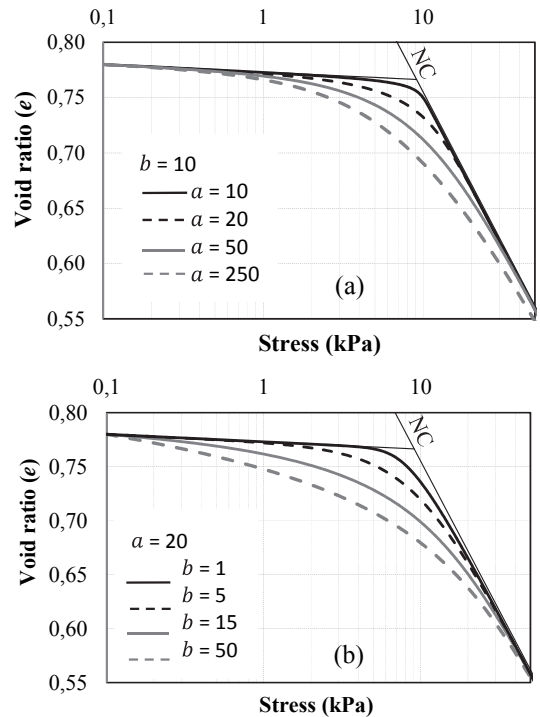 0,1 1 10
0,80
0,75
0,70
0,65
0,60
0,55
Void ratio (e)
NC
b = 10
a = 10
a = 20
a = 50
a = 250
(a)
Stress (kPa)
0,1 1 10
0,80
0,75
0,70
0,65
0,60
0,55
Void ratio (e)
NC
a = 20
b = 1
b = 5
b = 15
b = 50
(b)
Stress (kPa)